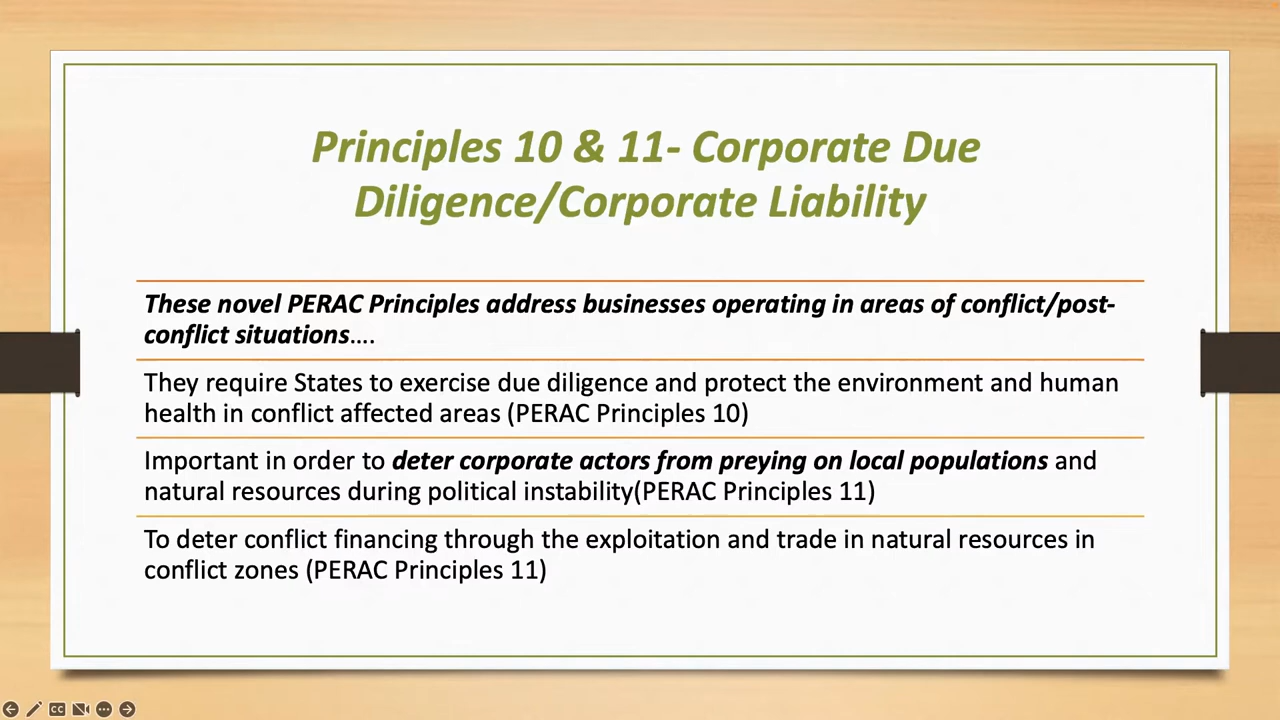 Principles 10 & 11- Corporate Due
Diligence/Corporate Liability
These novel PERAC Principles address businesses operating in areas of conflict/post-
conflict situations....
They require States to exercise due diligence and protect the environment and human
health in conflict affected areas (PERAC Principles 10)
Important in order to deter corporate actors from preying on local populations and
natural resources during political instability(PERAC Principles 11)
To deter conflict financing through the exploitation and trade in natural resources in
conflict zones (PERAC Principles 11)
CC